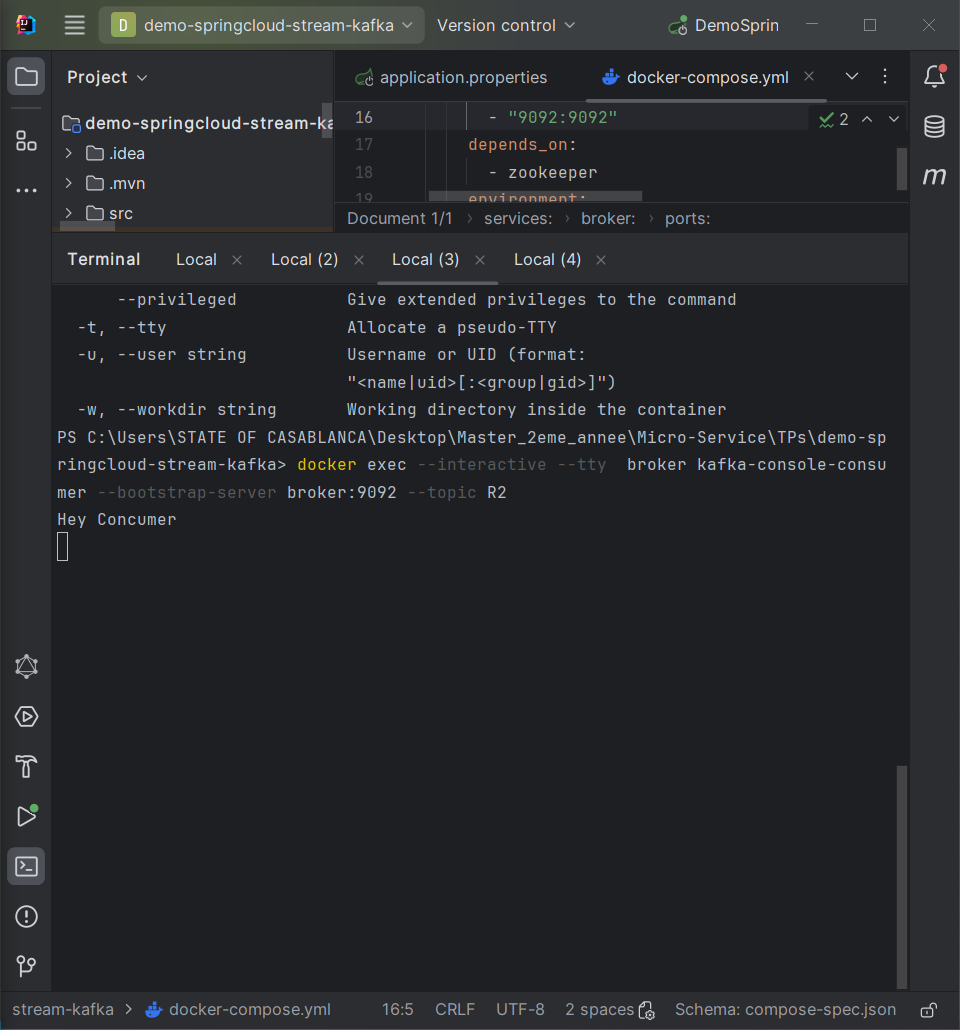 D demo-springcloud-stream-kafka Version control DemoSprin
Project
application.properties docker-compose.yml
demo-springcloud-stream-ka
.idea
.mvn
src
16 - "9092:9092"
2
17 depends_on:
18 - zookeeper
19 environment:
Document 1/1 services: broker: ports:
Terminal Local Local (2) Local (3) Local (4)
--privileged Give extended privileges to the command
-t, --tty Allocate a pseudo-TTY
-u, --user string Username or UID (format:
"<name|uid>[:<group|gid>]")
-w, --workdir string Working directory inside the container
PS C:\Users\STATE OF CASABLANCA\Desktop\Master_2eme_annee\Micro-Service\TPs\demo-sp
ringcloud-stream-kafka> docker exec --interactive --tty  broker kafka-console-consu
mer --bootstrap-server broker:9092 --topic R2
Hey Concumer
stream-kafka docker-compose.yml 16:5 CRLF UTF-8 2 spaces Schema: compose-spec.json